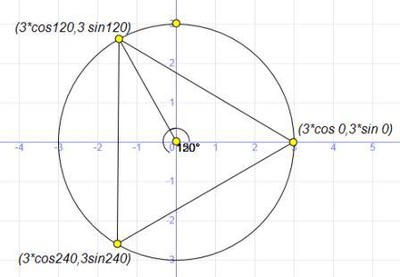 (3*cos120,3 sin120)
3
2
1
(3*cos 0,3*sin 0)
-4 -3 -2 -1 1 2 3 4 5
-1
-2
-3
(3*cos240,3sin240)